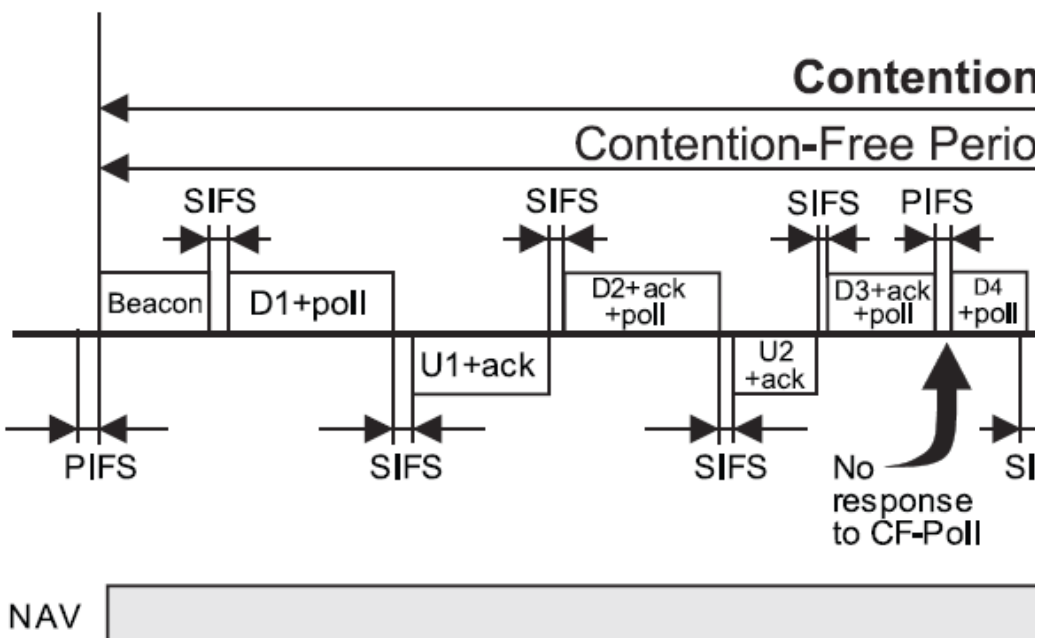 Contention
Contention-Free Perio
SIFS
SIFS
SIFS
PIFS
Beacon
D1+poll
D2+ack
+poll
D3+ack
+poll
D4
+poll
U1+ack
U2
+ack
PIFS
SIFS
SIFS
No
response
to CF-Poll
SI
NAV